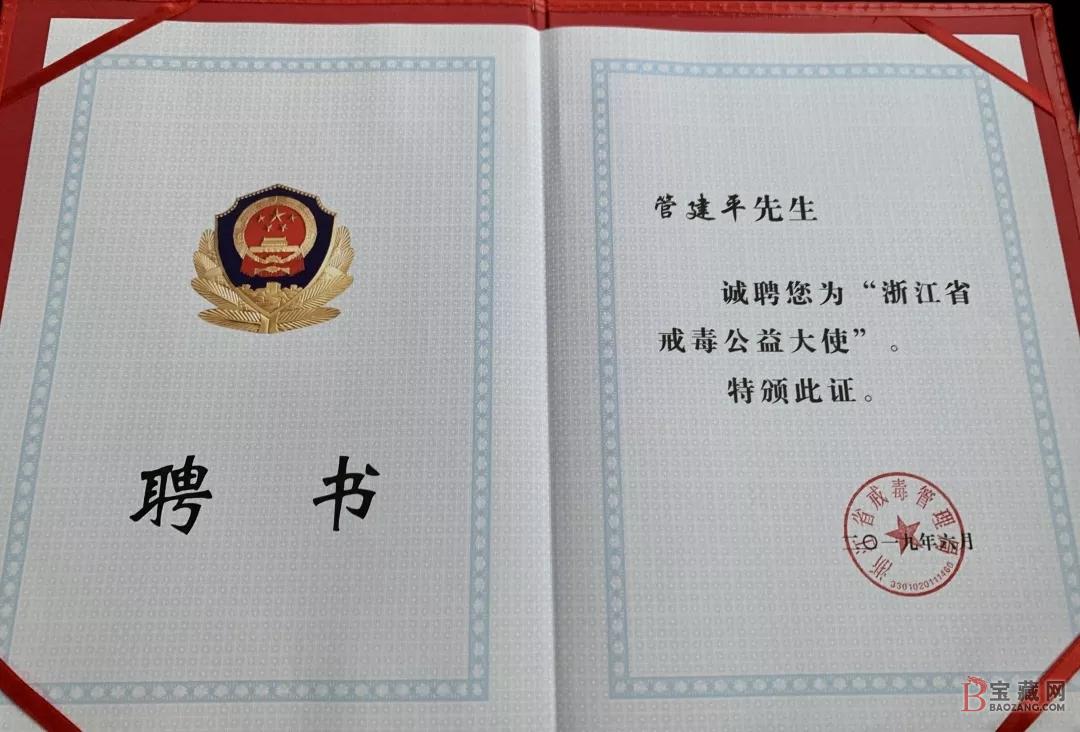 聘 书
管建平先生
诚聘您为“浙江省
戒毒公益大使”。
特颁此证。
浙江省戒毒管理局
二〇一九年六月
3301020111460
宝藏网
BAOZANG.COM